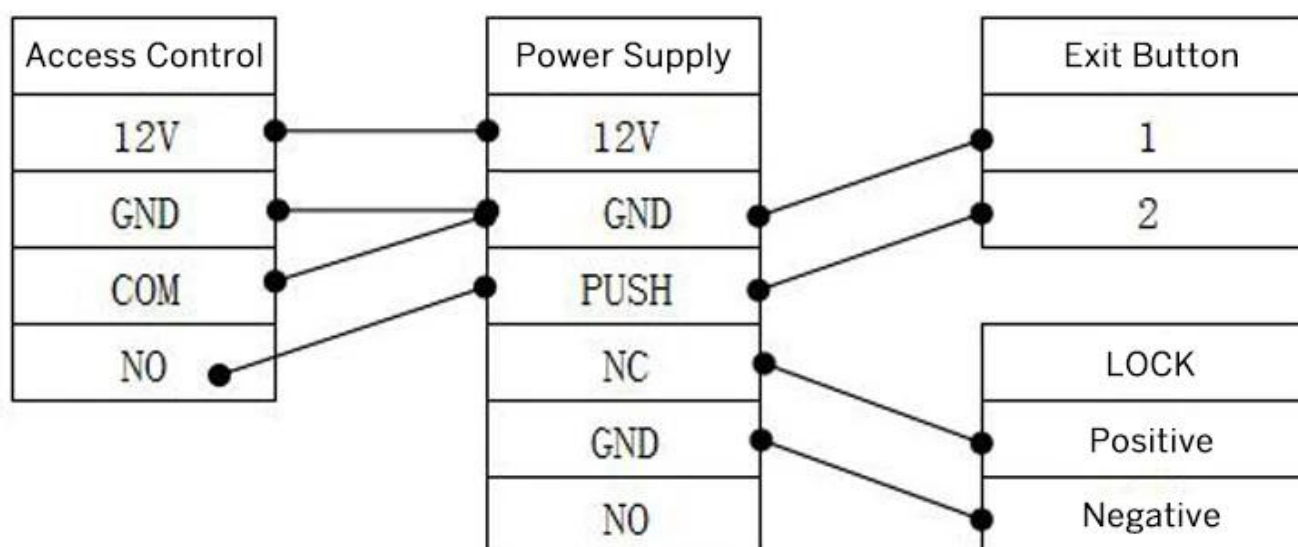 Access Control
12V
GND
COM
NO
Power Supply
12V
GND
PUSH
NC
GND
NO
Exit Button
1
2
LOCK
Positive
Negative